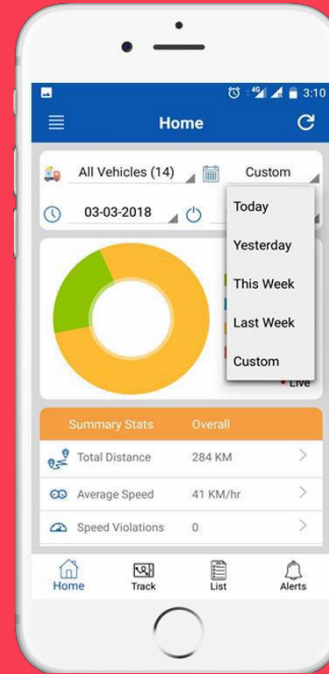 4G 3:10
Home
All Vehicles (14) Custom
03-03-2018
Today
Yesterday
This Week
Last Week
Custom
Live
Summary Stats Overall
Total Distance 284 KM
Average Speed 41 KM/hr
Speed Violations 0
Home Track List Alerts